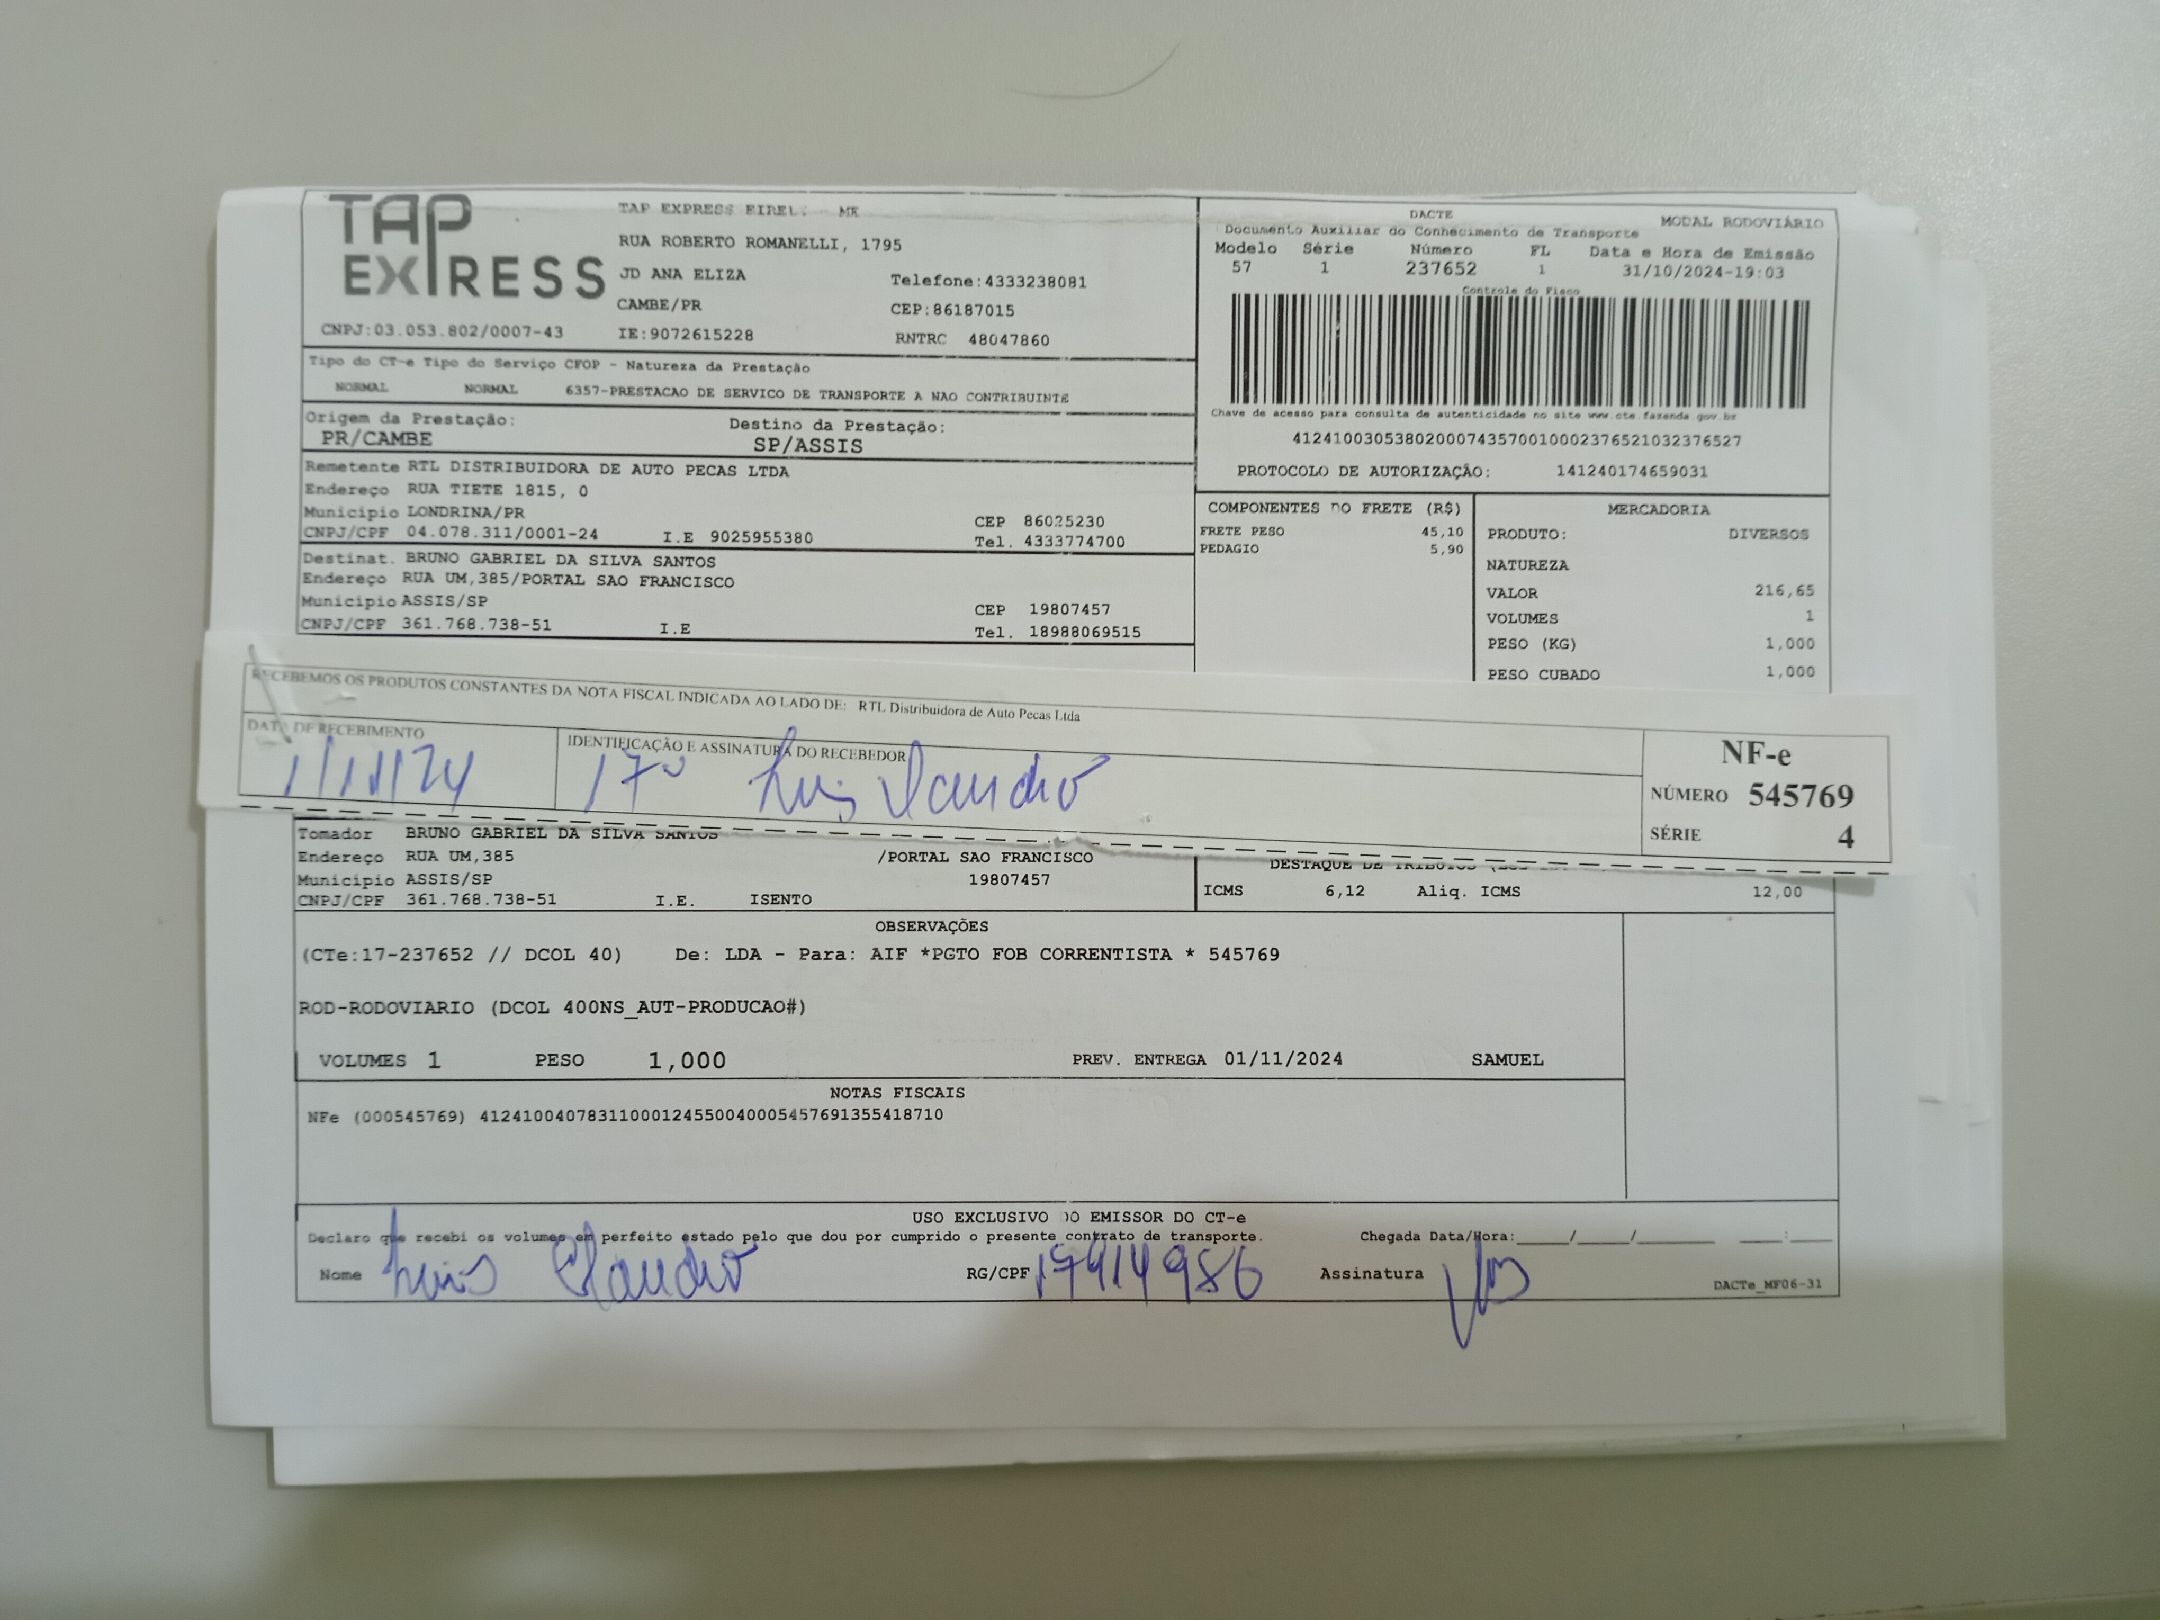 TAP
EXPRESS
TAP EXPRESS EIREL. ME
RUA ROBERTO ROMANELLI, 1795
JD ANA ELIZA
Telefone:4333238081
CAMBE/PR
CEP:86187015
CNPJ:03.053.802/0007-43
IE:9072615228
RNTRC 48047860
DACTE
MODAL RODOVIÁRIO
Documento Auxiliar do Conhecimento de Transporte
Modelo Série Número FL Data e Hora de Emissão
57 1 237652 1 31/10/2024-19:03
Controle do Fisco
Chave de acesso para consulta de autenticidade no site www.cte.fazenda.gov.br
41241003053802000743570010002376521032376527
PROTOCOLO DE AUTORIZAÇÃO: 141240174659031
Tipo do CT-e Tipo do Serviço CFOP - Natureza da Prestação
NORMAL NORMAL 6357-PRESTACAO DE SERVICO DE TRANSPORTE A NAO CONTRIBUINTE
Origem da Prestação: Destino da Prestação:
PR/CAMBE SP/ASSIS
Remetente RTL DISTRIBUIDORA DE AUTO PECAS LTDA
Endereço RUA TIETE 1815, 0
Municipio LONDRINA/PR CEP 86025230
CNPJ/CPF 04.078.311/0001-24 I.E 9025955380 Tel. 4333774700
Destinat. BRUNO GABRIEL DA SILVA SANTOS
Endereço RUA UM,385/PORTAL SAO FRANCISCO
Municipio ASSIS/SP CEP 19807457
CNPJ/CPF 361.768.738-51 I.E Tel. 18988069515
COMPONENTES DO FRETE (R$)
FRETE PESO 45,10
PEDAGIO 5,90
MERCADORIA
PRODUTO: DIVERSOS
NATUREZA
VALOR 216,65
VOLUMES 1
PESO (KG) 1,000
PESO CUBADO 1,000
RECEBEMOS OS PRODUTOS CONSTANTES DA NOTA FISCAL INDICADA AO LADO DE: RTL Distribuidora de Auto Pecas Ltda
DATA DE RECEBIMENTO
1/11/24
IDENTIFICAÇÃO E ASSINATURA DO RECEBEDOR
Luis Claudio
NF-e
NÚMERO 545769
SÉRIE 4
Tomador BRUNO GABRIEL DA SILVA SANTOS
Endereço RUA UM,385 /PORTAL SAO FRANCISCO
Municipio ASSIS/SP 19807457
CNPJ/CPF 361.768.738-51 I.E. ISENTO
DESTAQUE DE TRIBUTOS
ICMS 6,12 Aliq. ICMS 12,00
OBSERVAÇÕES
(CTe:17-237652 // DCOL 40) De: LDA - Para: AIF *PGTO FOB CORRENTISTA * 545769
ROD-RODOVIARIO (DCOL 400NS_AUT-PRODUCAO#)
VOLUMES 1 PESO 1,000 PREV. ENTREGA 01/11/2024 SAMUEL
NOTAS FISCAIS
NFe (000545769) 41241004078311000124550040005457691355418710
USO EXCLUSIVO DO EMISSOR DO CT-e
Declaro que recebi os volumes em perfeito estado pelo que dou por cumprido o presente contrato de transporte. Chegada Data/Hora:____/____/______ ____:____
Nome Luis Claudio RG/CPF 19414986 Assinatura
DACTe_MF06-31